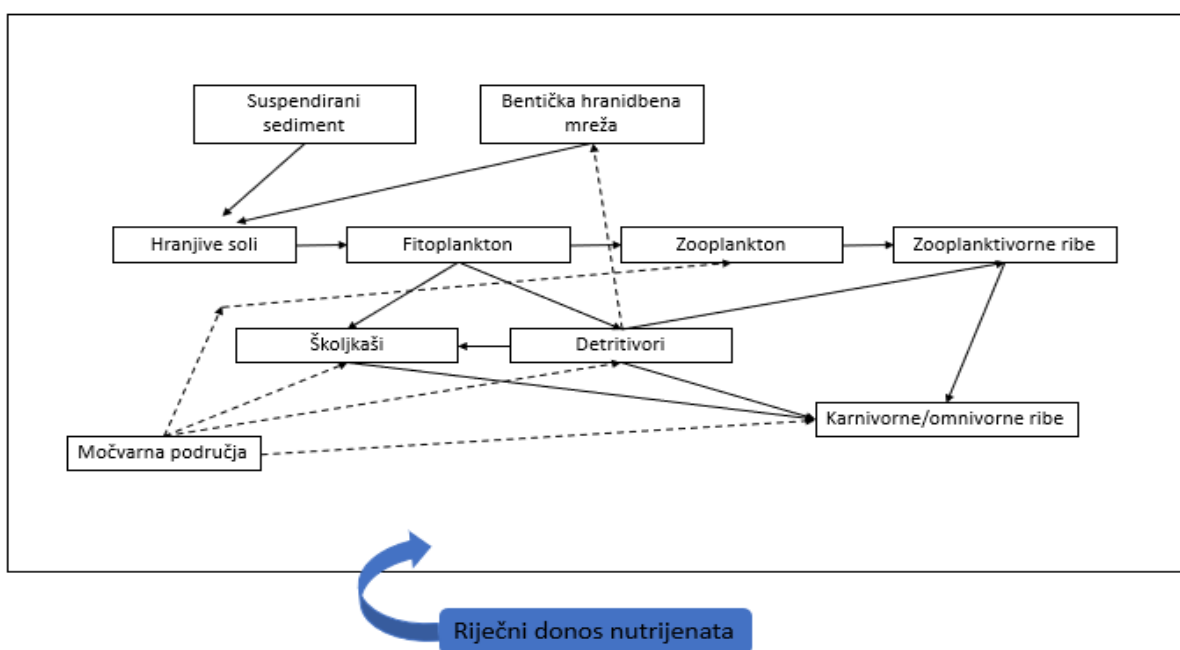 Suspendirani
sediment
Bentička hranidbena
mreža
Hranjive soli
Fitoplankton
Zooplankton
Zooplanktivorne ribe
Školjkaši
Detritivori
Karnivorne/omnivorne ribe
Močvarna područja
Riječni donos nutrijenata